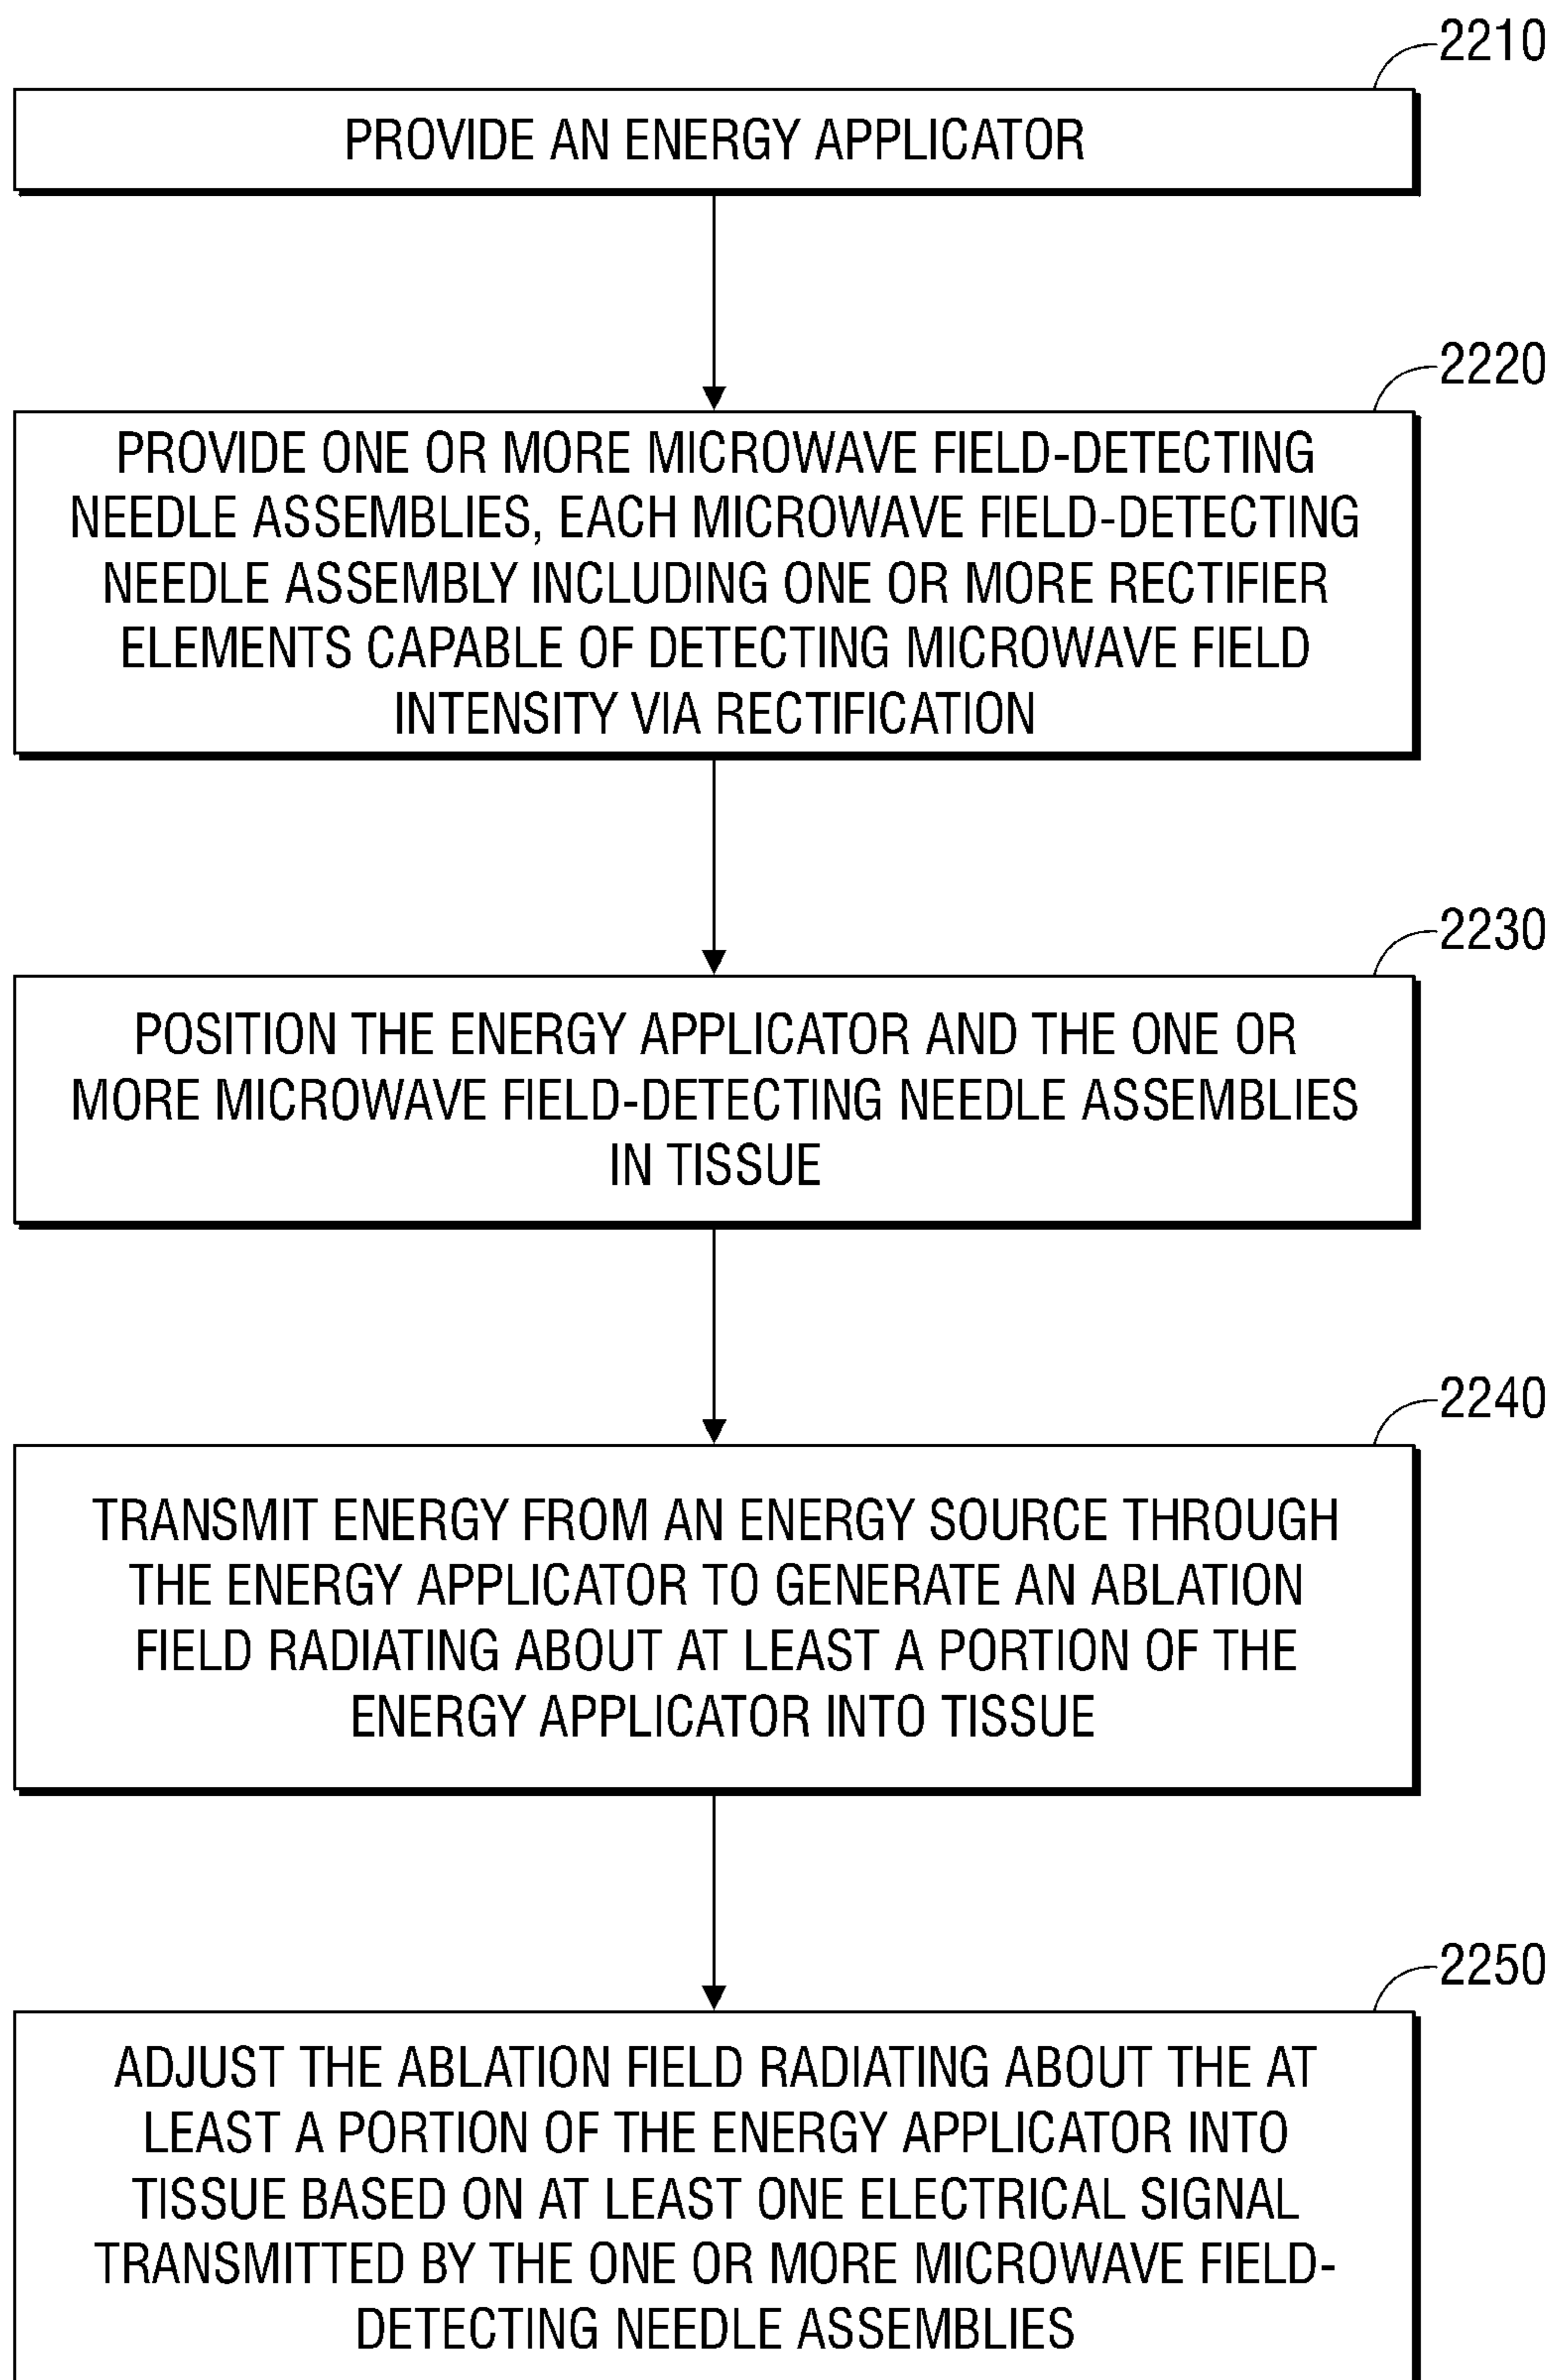 2210
PROVIDE AN ENERGY APPLICATOR
2220
PROVIDE ONE OR MORE MICROWAVE FIELD-DETECTING
NEEDLE ASSEMBLIES, EACH MICROWAVE FIELD-DETECTING
NEEDLE ASSEMBLY INCLUDING ONE OR MORE RECTIFIER
ELEMENTS CAPABLE OF DETECTING MICROWAVE FIELD
INTENSITY VIA RECTIFICATION
2230
POSITION THE ENERGY APPLICATOR AND THE ONE OR
MORE MICROWAVE FIELD-DETECTING NEEDLE ASSEMBLIES
IN TISSUE
2240
TRANSMIT ENERGY FROM AN ENERGY SOURCE THROUGH
THE ENERGY APPLICATOR TO GENERATE AN ABLATION
FIELD RADIATING ABOUT AT LEAST A PORTION OF THE
ENERGY APPLICATOR INTO TISSUE
2250
ADJUST THE ABLATION FIELD RADIATING ABOUT THE AT
LEAST A PORTION OF THE ENERGY APPLICATOR INTO
TISSUE BASED ON AT LEAST ONE ELECTRICAL SIGNAL
TRANSMITTED BY THE ONE OR MORE MICROWAVE FIELD-
DETECTING NEEDLE ASSEMBLIES